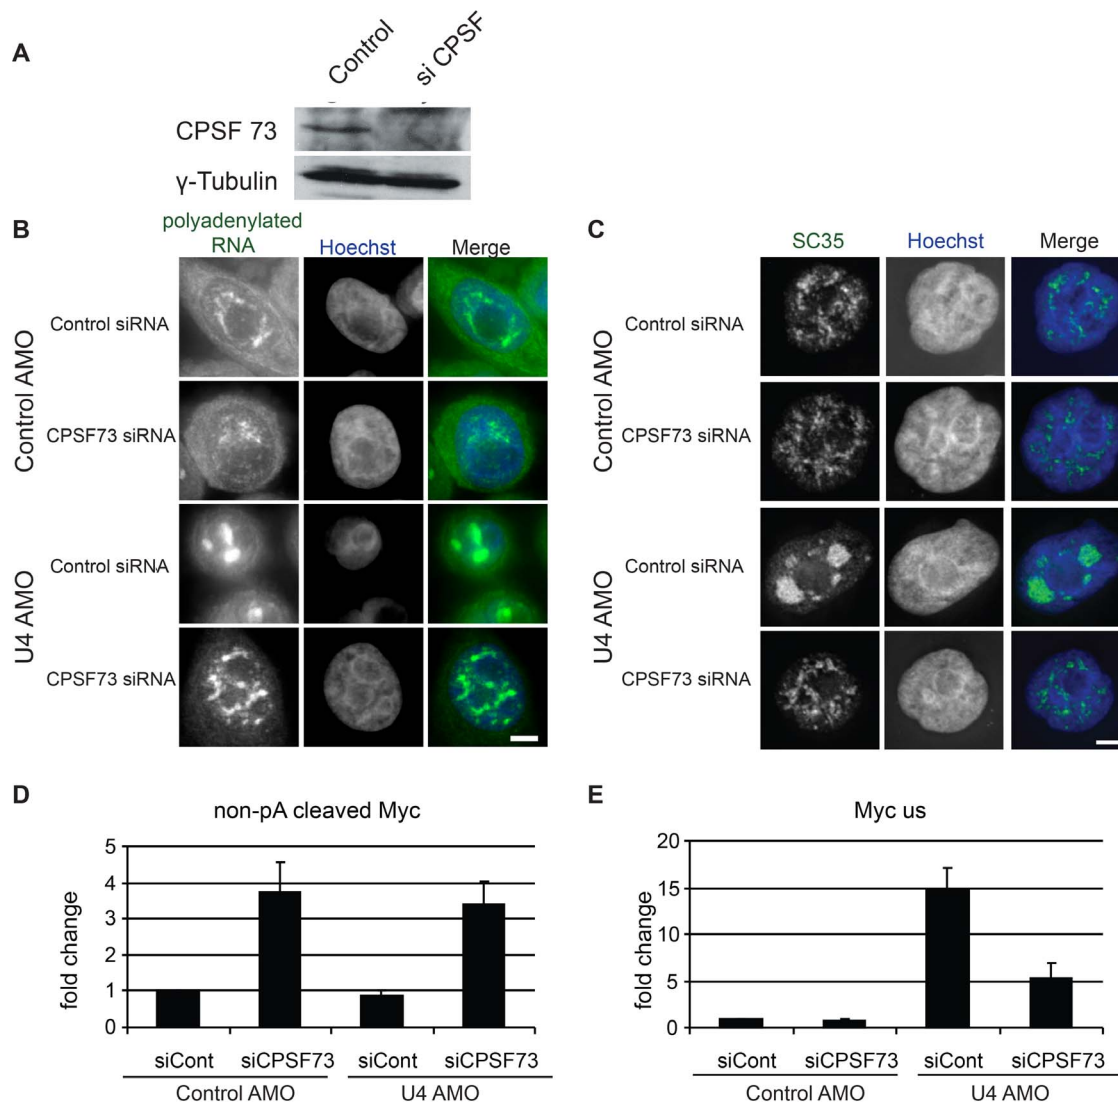 A
Control
si CPSF
CPSF 73
γ-Tubulin
B
polyadenylated
RNA
Hoechst
Merge
Control AMO
Control siRNA
CPSF73 siRNA
U4 AMO
Control siRNA
CPSF73 siRNA
C
SC35
Hoechst
Merge
Control AMO
Control siRNA
CPSF73 siRNA
U4 AMO
Control siRNA
CPSF73 siRNA
D
non-pA cleaved Myc
fold change
5
4
3
2
1
0
siCont
siCPSF73
siCont
siCPSF73
Control AMO
U4 AMO
E
Myc us
fold change
20
15
10
5
0
siCont
siCPSF73
siCont
siCPSF73
Control AMO
U4 AMO